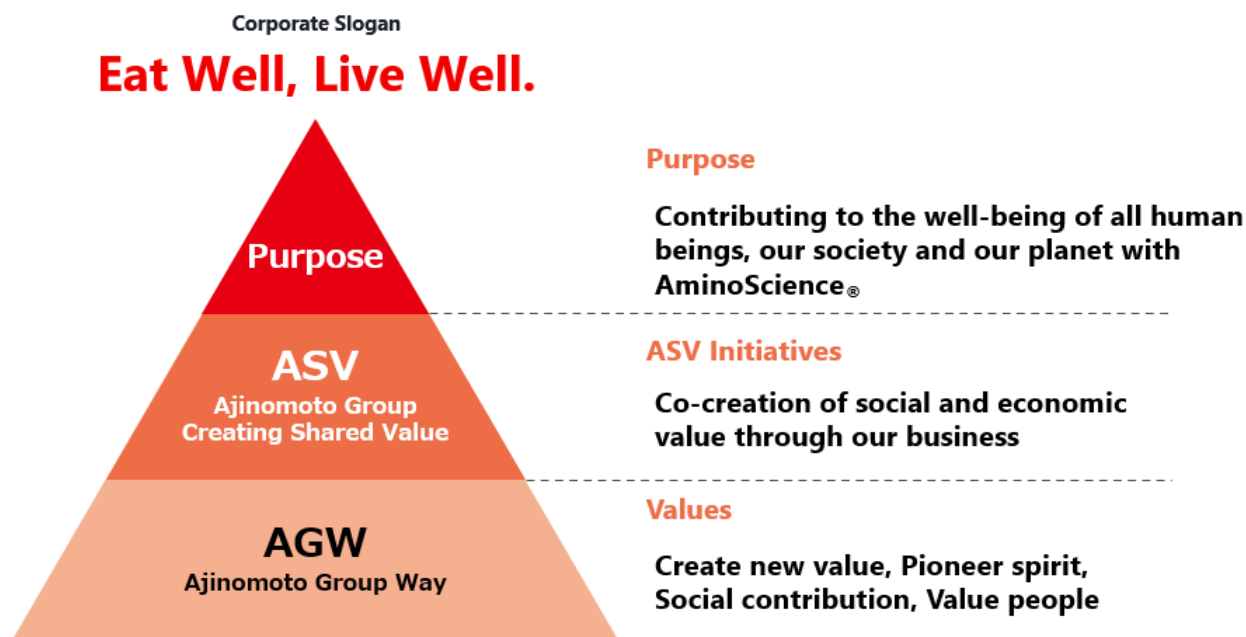 Corporate Slogan
Eat Well, Live Well.
Purpose
ASV
Ajinomoto Group
Creating Shared Value
AGW
Ajinomoto Group Way
Purpose
Contributing to the well-being of all human
beings, our society and our planet with
AminoScience®
ASV Initiatives
Co-creation of social and economic
value through our business
Values
Create new value, Pioneer spirit,
Social contribution, Value people